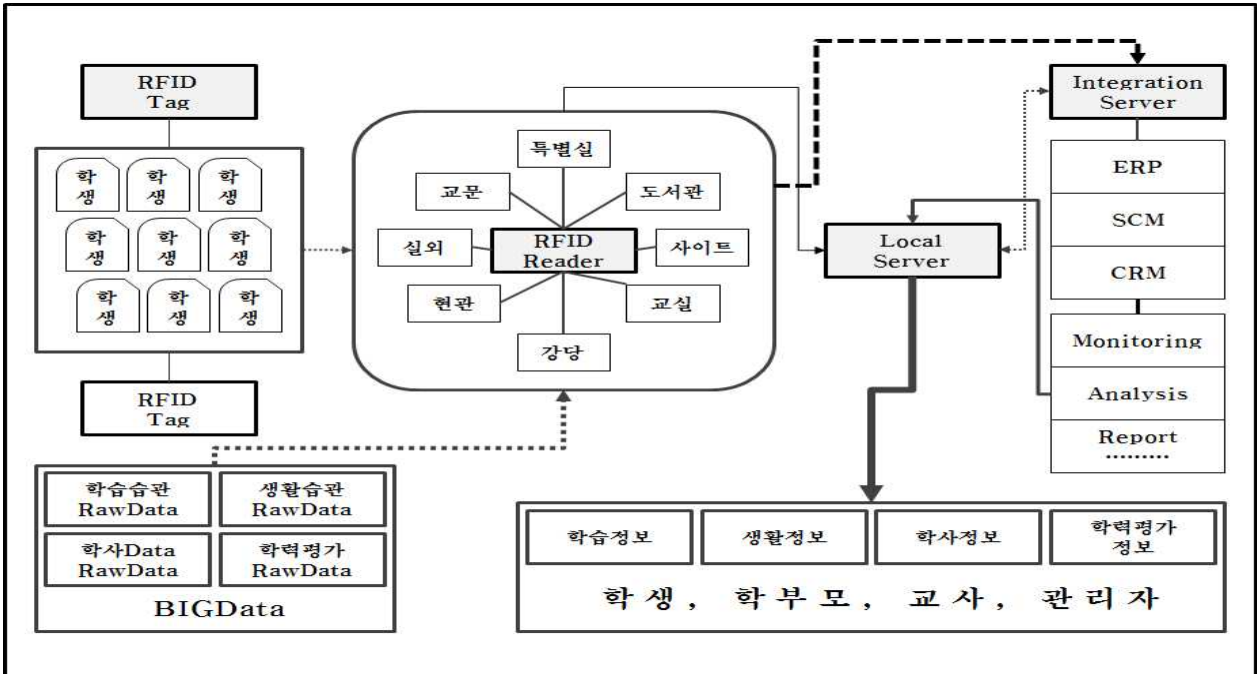 RFID
Tag
학생
학생
학생
학생
학생
학생
학생
학생
학생
RFID
Tag
특별실
교문
도서관
실외
RFID
Reader
사이트
현관
교실
강당
Local
Server
Integration
Server
ERP
SCM
CRM
Monitoring
Analysis
Report
·········
학습습관
RawData
생활습관
RawData
학사Data
RawData
학력평가
RawData
BIGData
학습정보
생활정보
학사정보
학력평가
정보
학생, 학부모, 교사, 관리자